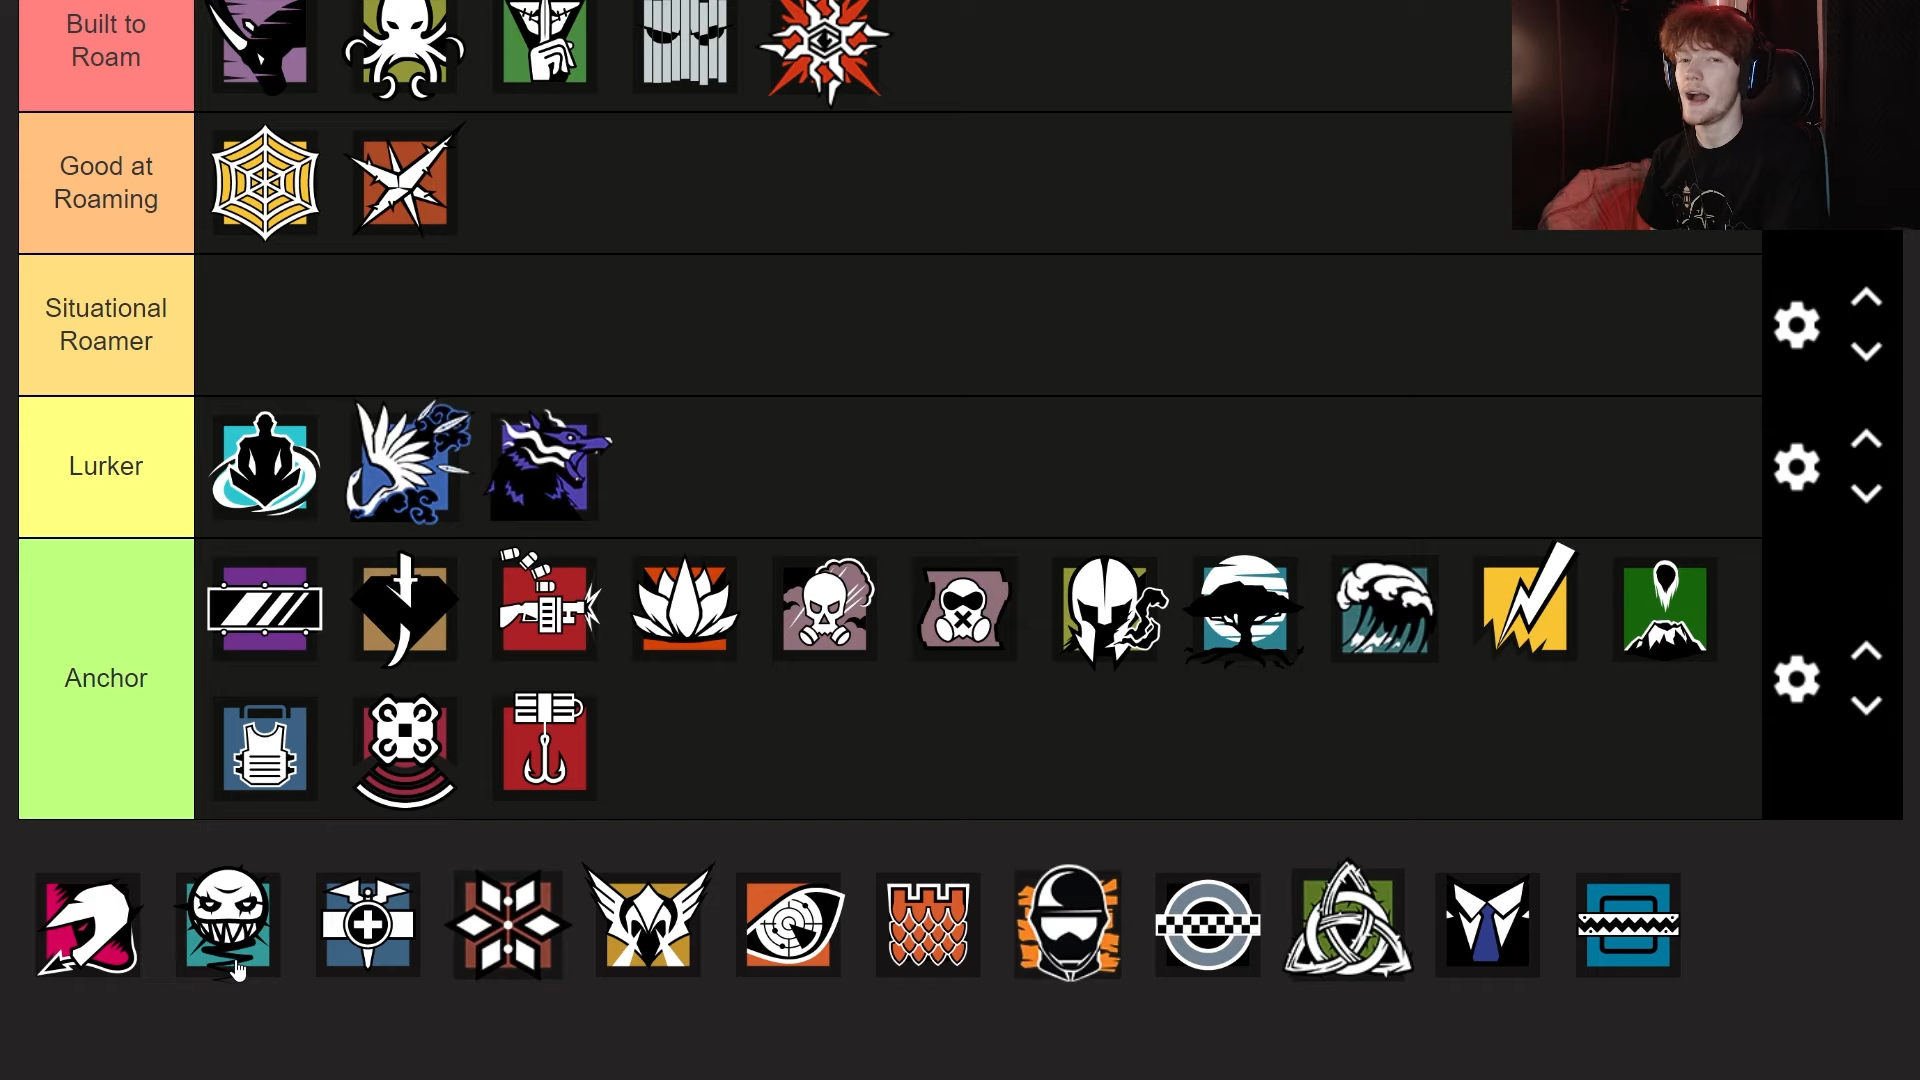 Built to
Roam
Good at
Roaming
Situational
Roamer
Lurker
Anchor